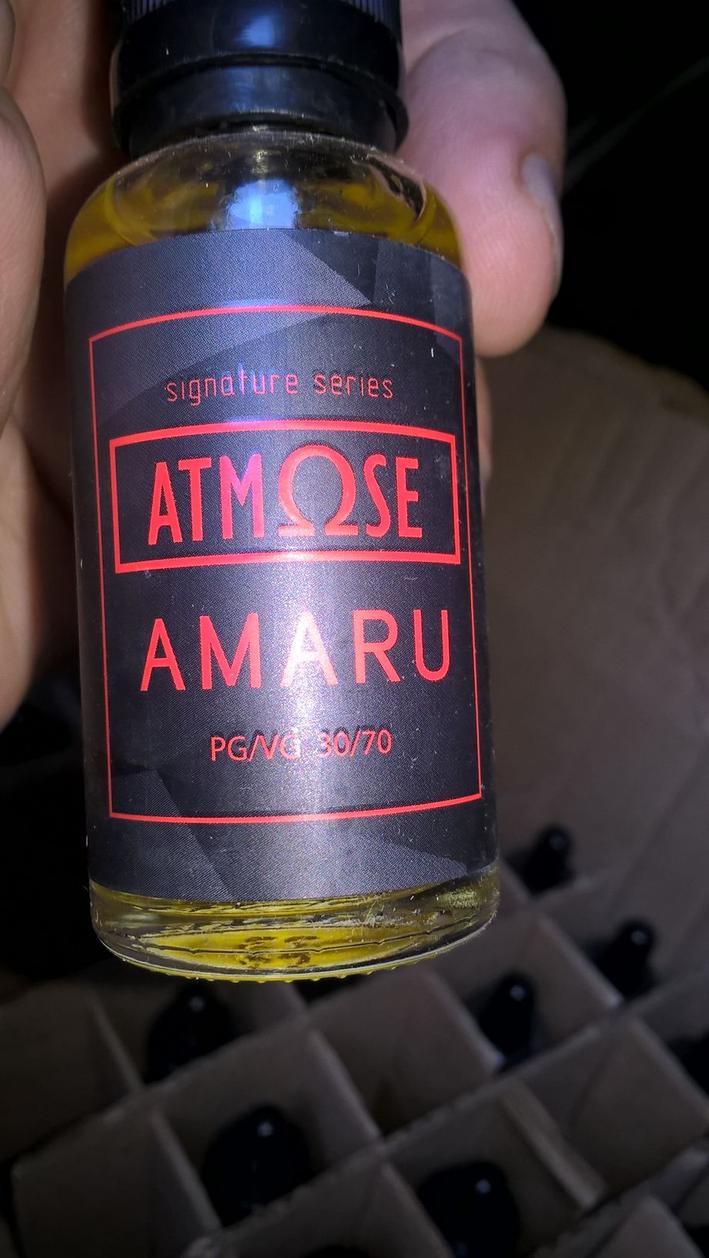 signature series
ATMΩSE
AMARU
PG/VG 30/70